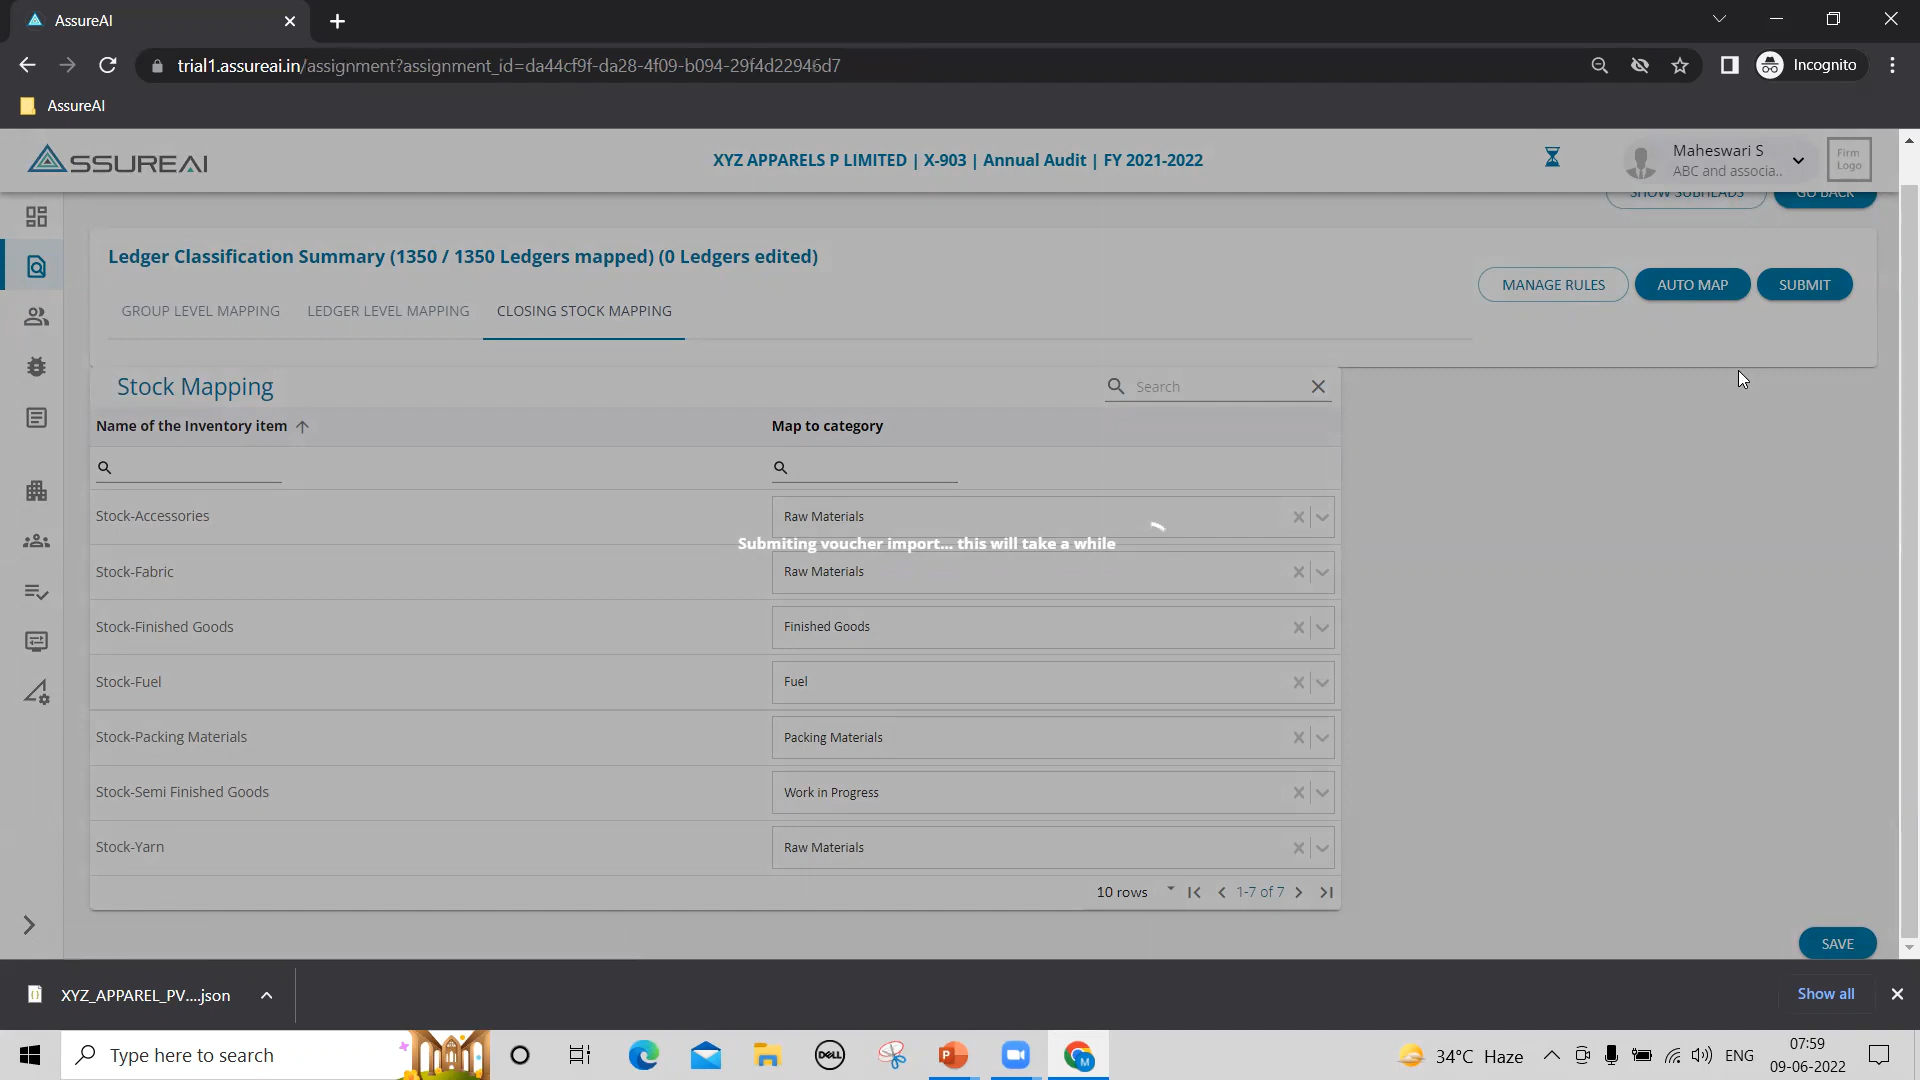 AssureAI
trial1.assureai.in/assignment?assignment_id=da44cf9f-da28-4f09-b094-29f4d22946d7
Incognito
AssureAI
ASSUREAI
XYZ APPARELS P LIMITED | X-903 | Annual Audit | FY 2021-2022
Maheswari S
ABC and associa..
Firm
Logo
SHOW SUBHEADS
GO BACK
Ledger Classification Summary (1350 / 1350 Ledgers mapped) (0 Ledgers edited)
MANAGE RULES
AUTO MAP
SUBMIT
GROUP LEVEL MAPPING
LEDGER LEVEL MAPPING
CLOSING STOCK MAPPING
Stock Mapping
Search
Name of the Inventory item
Map to category
Stock-Accessories
Raw Materials
Submiting voucher import... this will take a while
Stock-Fabric
Raw Materials
Stock-Finished Goods
Finished Goods
Stock-Fuel
Fuel
Stock-Packing Materials
Packing Materials
Stock-Semi Finished Goods
Work in Progress
Stock-Yarn
Raw Materials
10 rows
1-7 of 7
SAVE
XYZ_APPAREL_PV....json
Show all
Type here to search
DELL
34°C Haze
ENG
07:59
09-06-2022